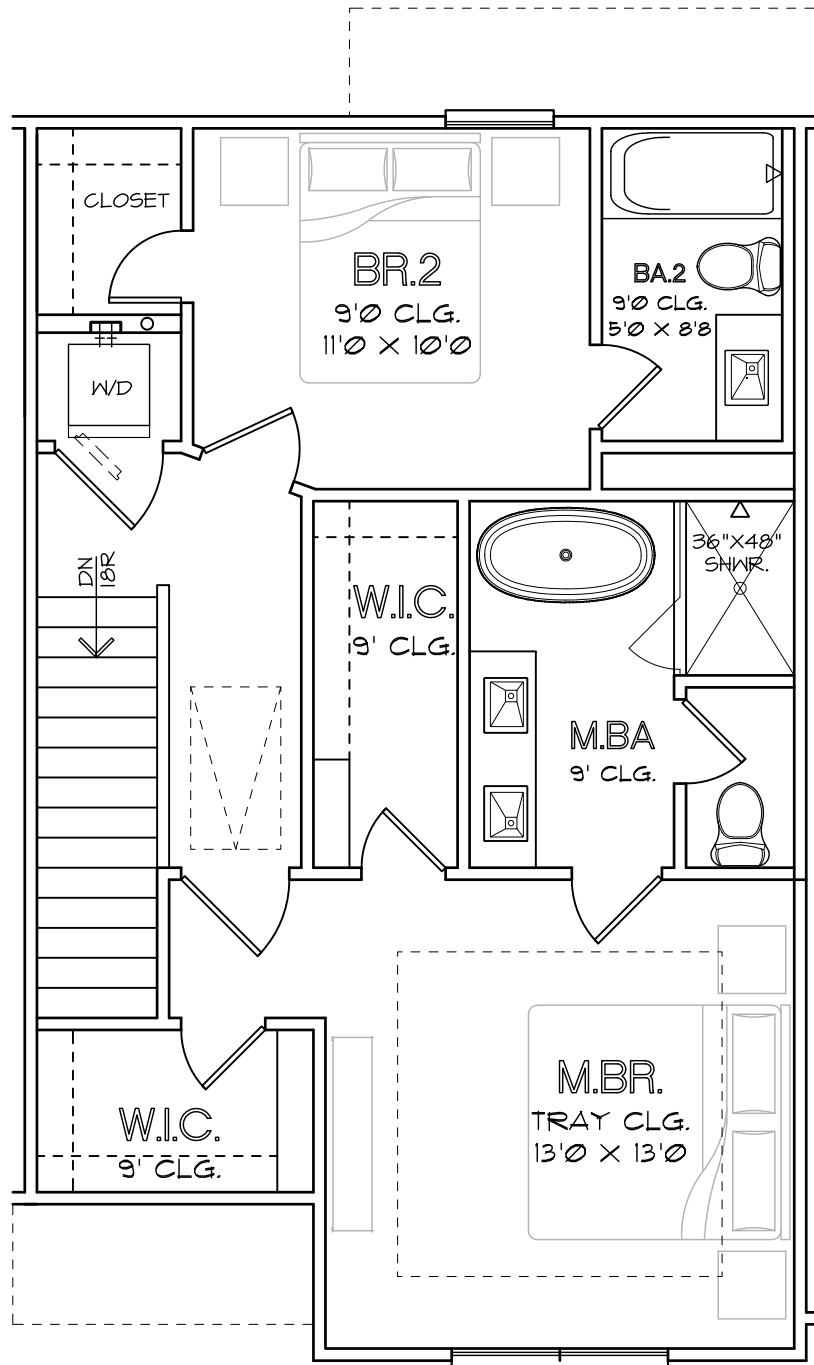 CLOSET
BR.2
9'0 CLG.
11'0 X 10'0
BA.2
9'0 CLG.
5'0 X 8'8
W/D
DN
18R
W.I.C.
9' CLG.
36"X48"
SHWR.
M.BA
9' CLG.
M.BR.
TRAY CLG.
13'0 X 13'0
W.I.C.
9' CLG.